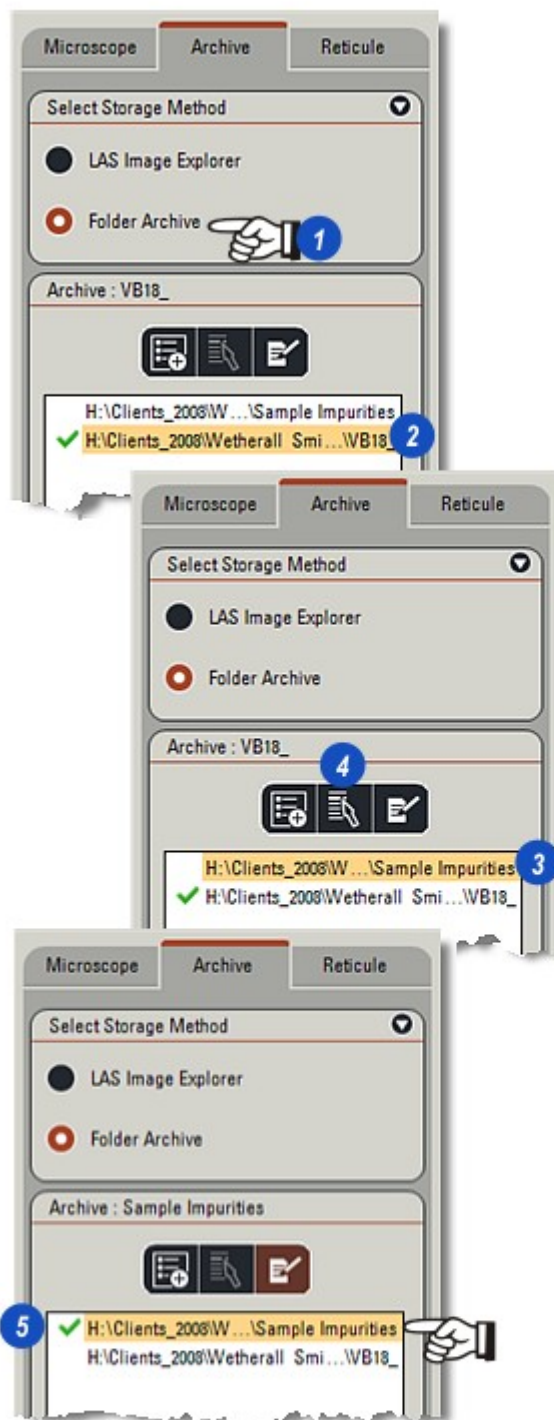 Microscope Archive Reticule
Select Storage Method
LAS Image Explorer
Folder Archive 1
Archive : VB18_
H:\Clients_2008\W...\Sample Impurities
H:\Clients_2008\Wetherall Smi...\VB18_ 2
Microscope Archive Reticule
Select Storage Method
LAS Image Explorer
Folder Archive
Archive : VB18_
4
H:\Clients_2008\W...\Sample Impurities 3
H:\Clients_2008\Wetherall Smi...\VB18_
Microscope Archive Reticule
Select Storage Method
LAS Image Explorer
Folder Archive
Archive : Sample Impurities
5 H:\Clients_2008\W...\Sample Impurities
H:\Clients_2008\Wetherall Smi...\VB18_